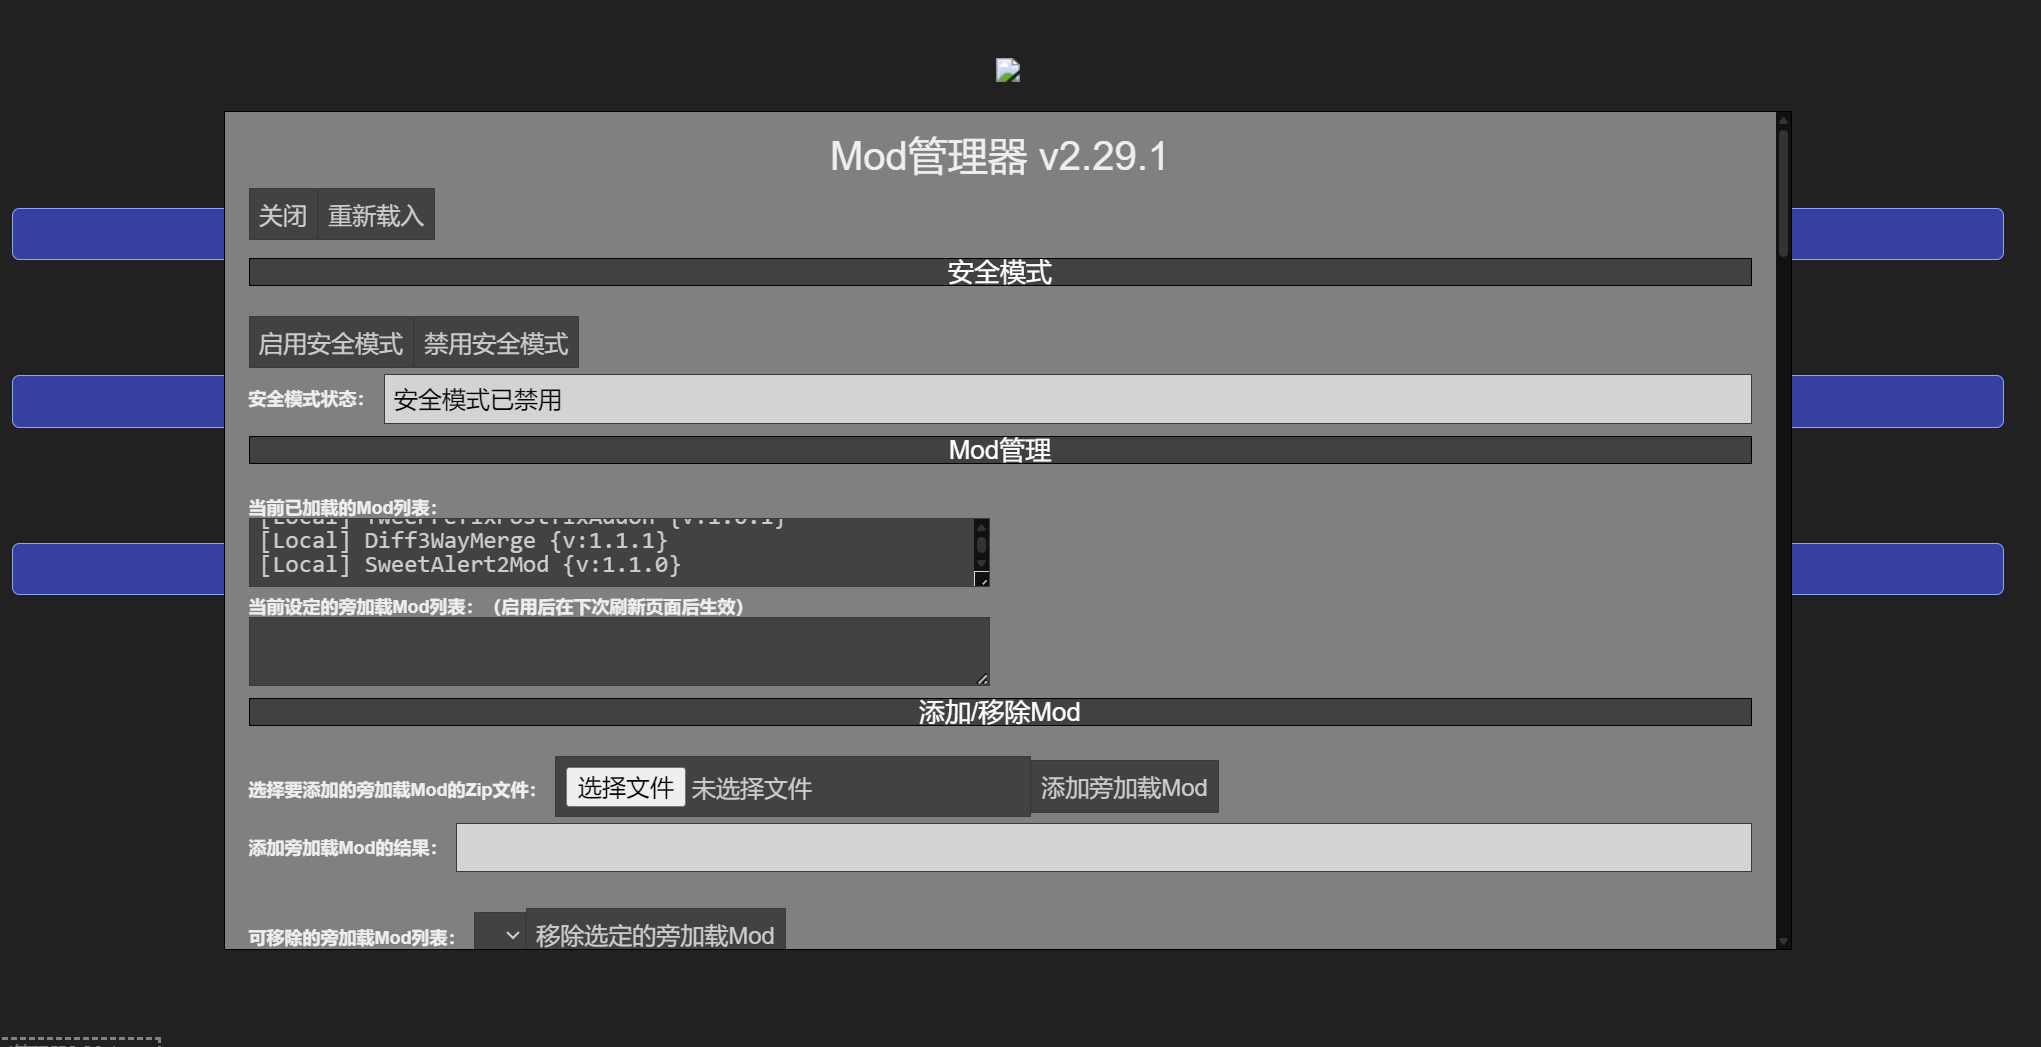 Mod管理器 v2.29.1
关闭 重新载入
安全模式
启用安全模式 禁用安全模式
安全模式状态： 安全模式已禁用
Mod管理
当前已加载的Mod列表：
[Local] TweePrefixPostfixAddon {v:1.0.1}
[Local] Diff3WayMerge {v:1.1.1}
[Local] SweetAlert2Mod {v:1.1.0}
当前设定的旁加载Mod列表：（启用后在下次刷新页面后生效）
添加/移除Mod
选择要添加的旁加载Mod的Zip文件： 选择文件 未选择文件 添加旁加载Mod
添加旁加载Mod的结果：
可移除的旁加载Mod列表： 移除选定的旁加载Mod